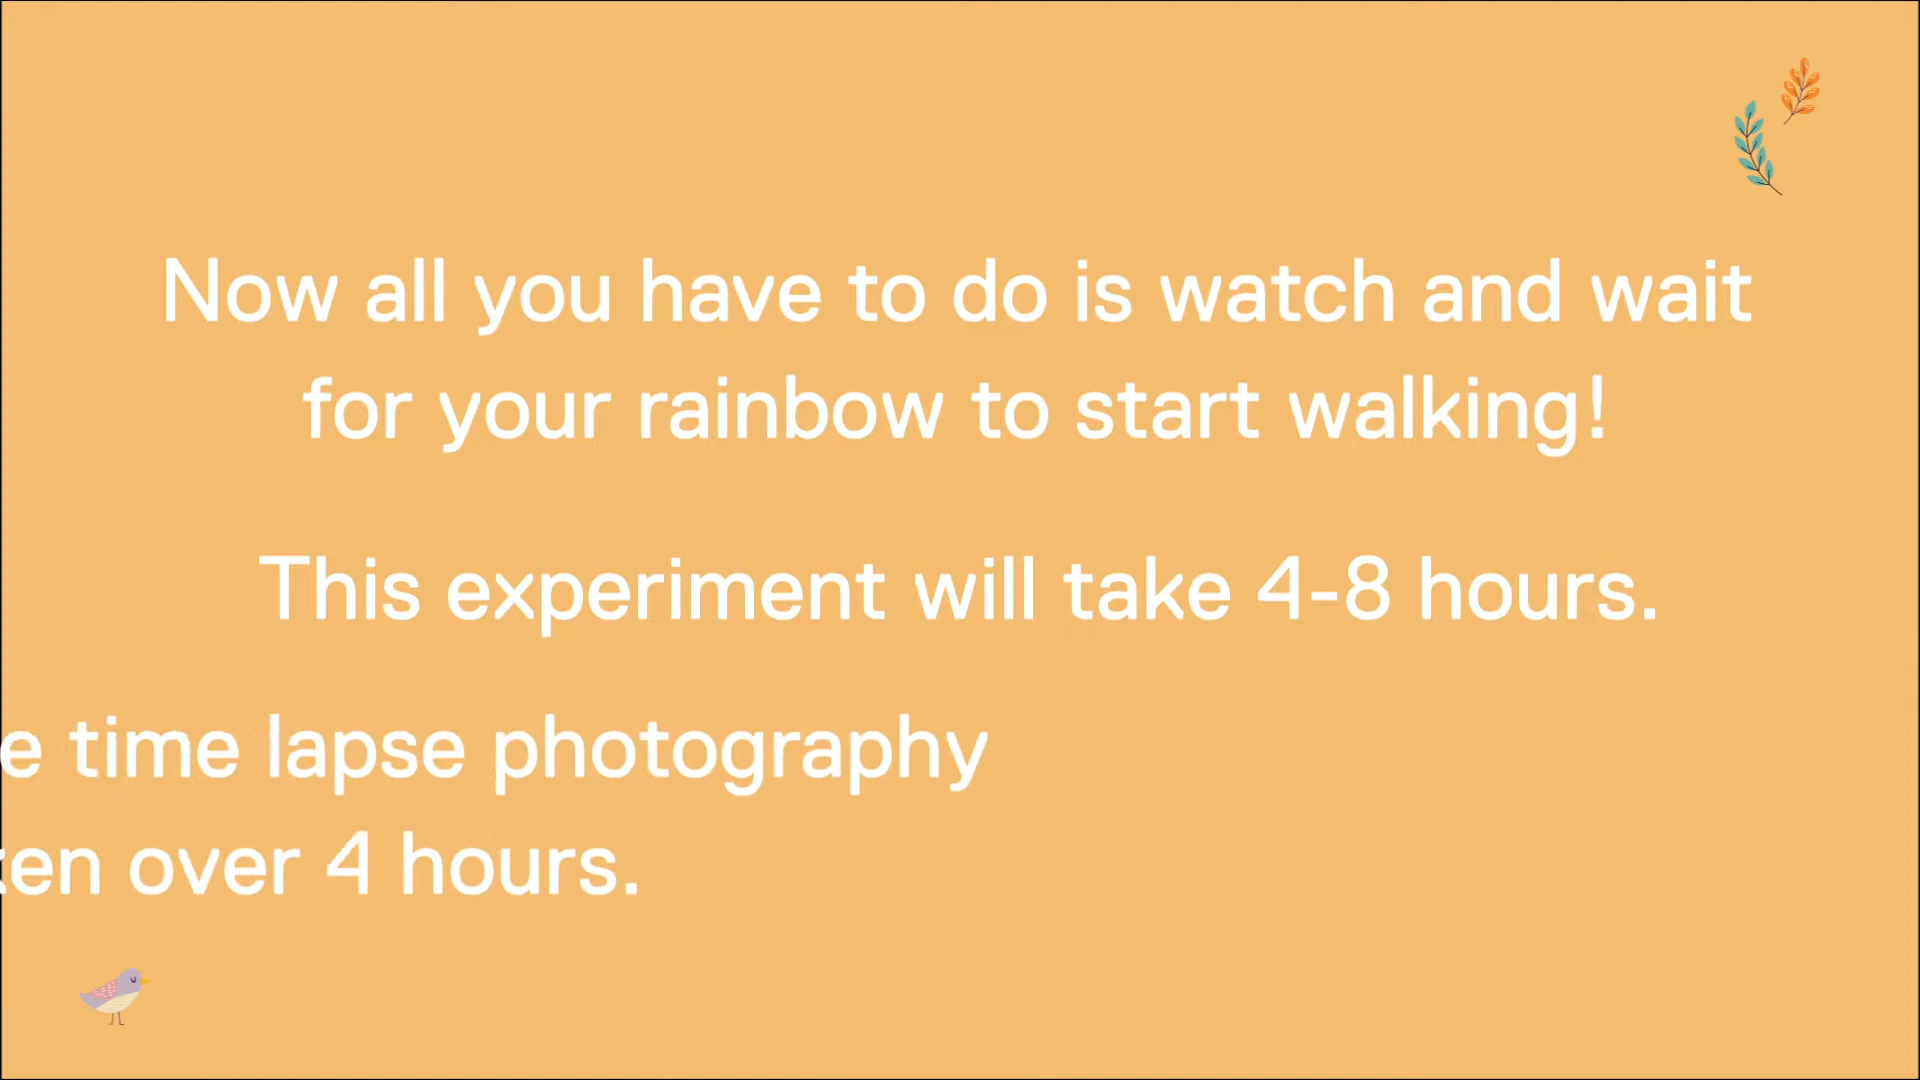 Now all you have to do is watch and wait
for your rainbow to start walking!
This experiment will take 4-8 hours.
time lapse photography
over 4 hours.